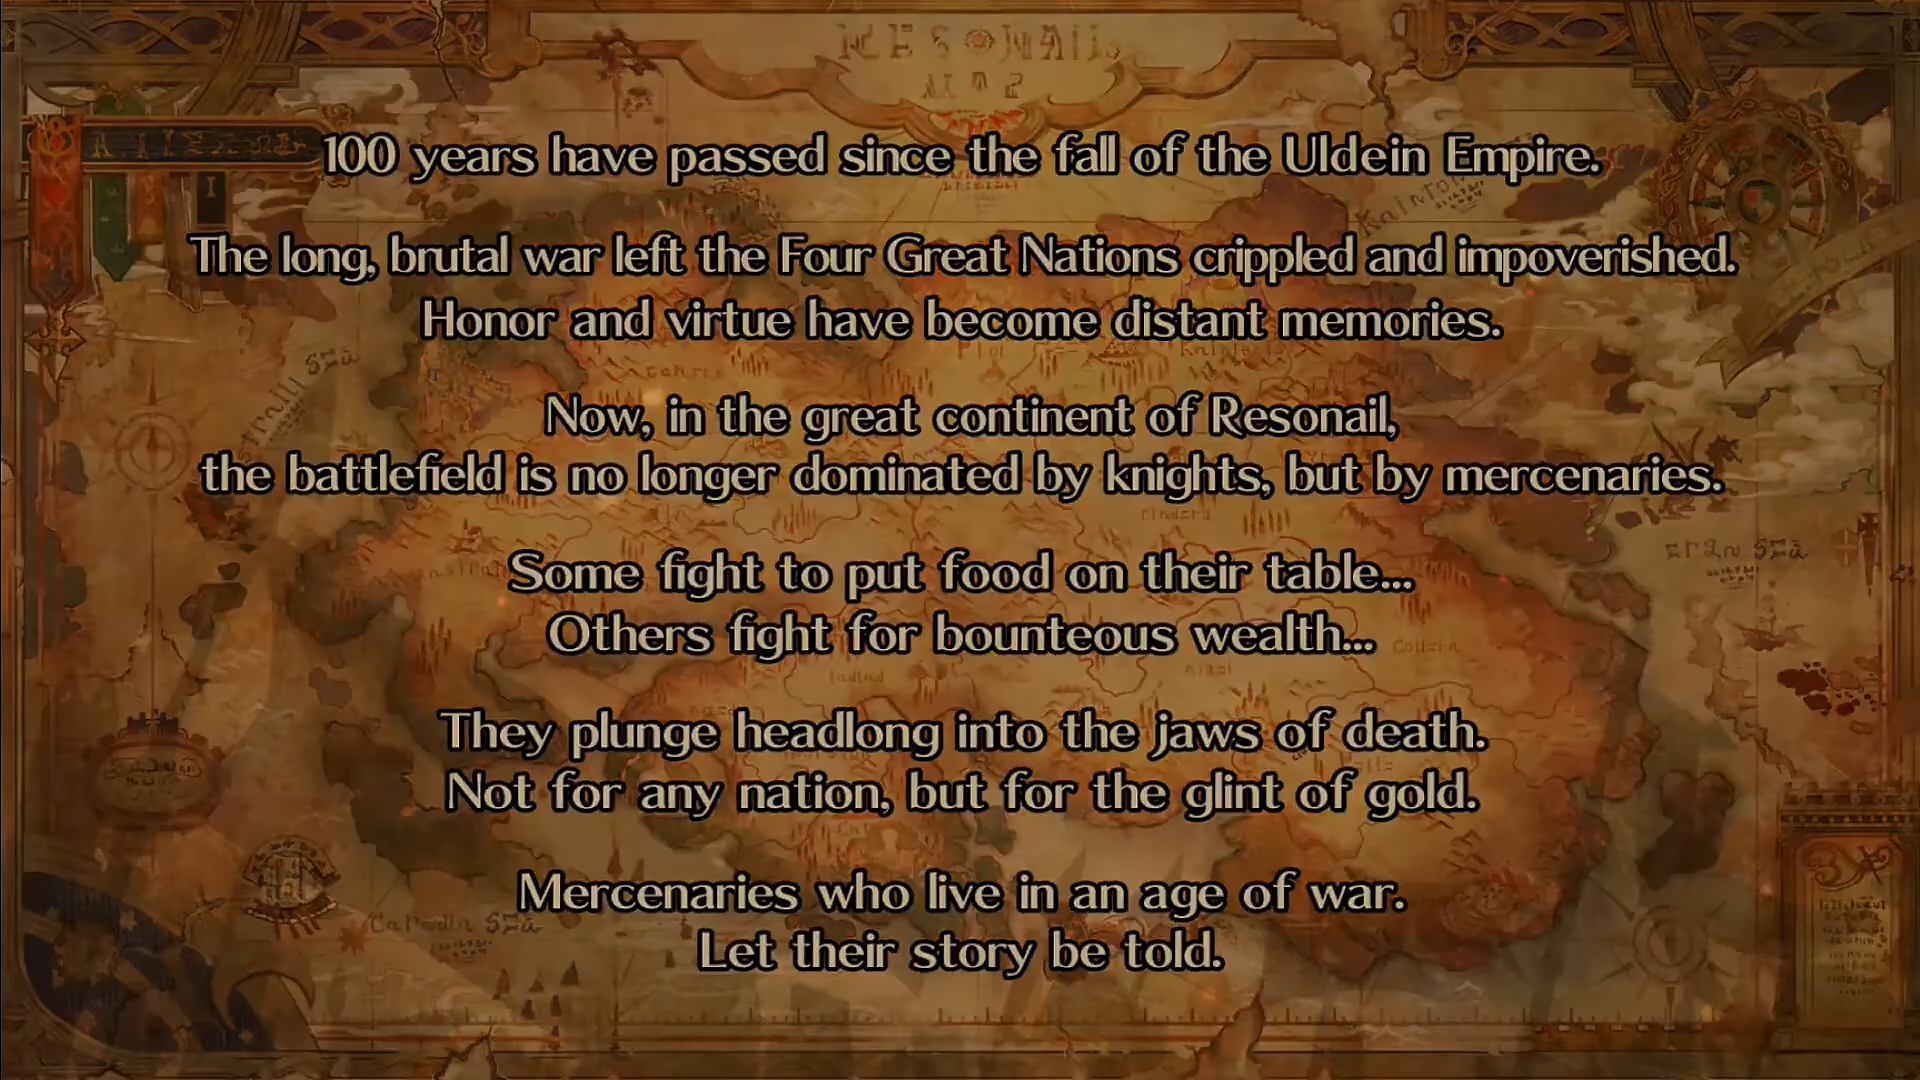 100 years have passed since the fall of the Uldein Empire.
The long, brutal war left the Four Great Nations crippled and impoverished.
Honor and virtue have become distant memories.
Now, in the great continent of Resonail,
the battlefield is no longer dominated by knights, but by mercenaries.
Some fight to put food on their table...
Others fight for bounteous wealth...
They plunge headlong into the jaws of death.
Not for any nation, but for the glint of gold.
Mercenaries who live in an age of war.
Let their story be told.